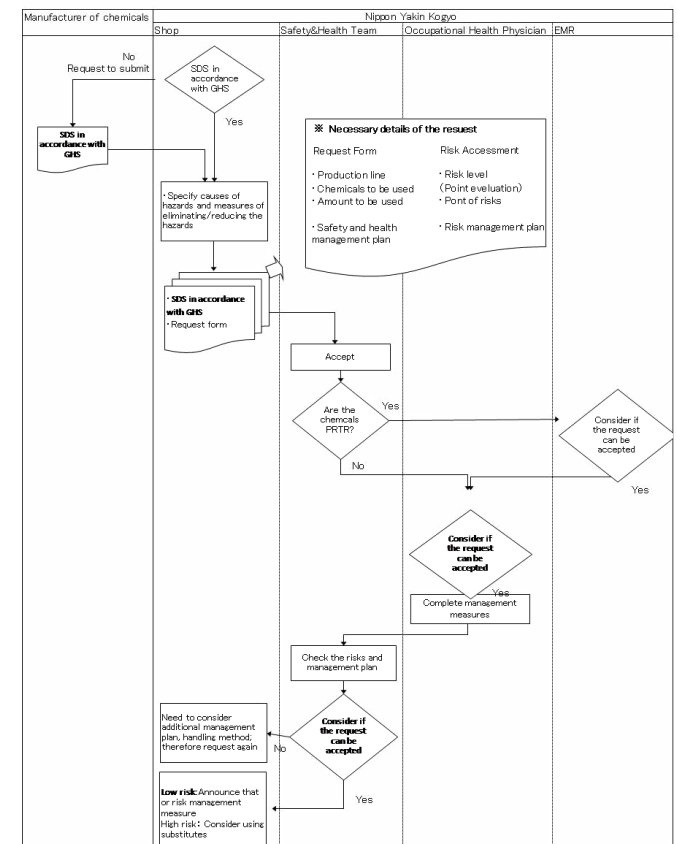 Manufacturer of chemicals
Nippon Yakin Kogyo
Shop
Safety&Health Team
Occupational Health Physician
EMR
No
Request to submit
SDS in
accordance
with GHS
Yes
SDS in
accordance with
GHS
※ Necessary details of the resuest
Request Form
Risk Accessment
・Production line
・Chemicals to be used
・Amount to be used
・Safety and health
management plan
・Risk level
(Point eveluation)
・Pont of risks
・Risk management plan
・Specify causes of
hazards and measures of
eliminating/reducing the
hazards
・SDS in accordance
with GHS
・Request form
Accept
Are the
chemcals
PRTR?
Yes
No
Consider if
the request
can be
accepted
Yes
Consider if
the request
can be
accepted
Yes
Complete management
measures
Check the risks and
management plan
Consider if
the request
can be
accepted
No
Need to consider
additional management
plan, handling method;
therefore request again
Yes
Low risk: Announce that
or risk management
measure
High risk: Consider using
substitutes